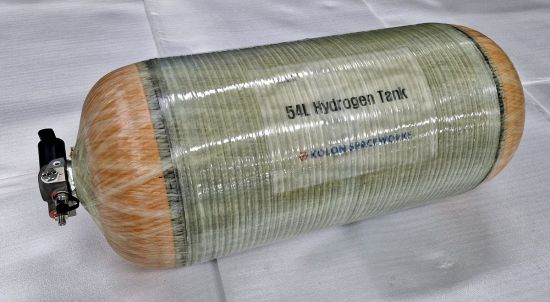 54L Hydrogen Tank
KOLON SPACEWORKS